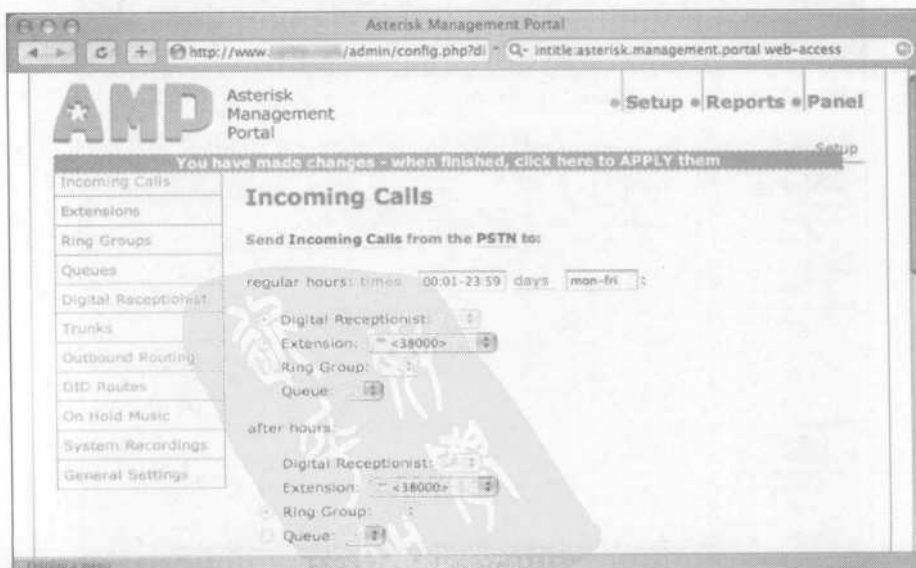 Asterisk Management Portal
http://www. /admin/config.php?di
Q- intitle:asterisk.management.portal web-access
AMP
Asterisk
Management
Portal
Setup
Reports
Panel
Setup
You have made changes - when finished, click here to APPLY them
Incoming Calls
Extensions
Ring Groups
Queues
Digital Receptionist
Trunks
Outbound Routing
DID Routes
On Hold Music
System Recordings
General Settings
Incoming Calls
Send Incoming Calls from the PSTN to:
regular hours: times 00:01-23:59 days mon-fri
Digital Receptionist:
Extension: "" <38000>
Ring Group:
Queue:
after hours:
Digital Receptionist:
Extension: "" <38000>
Ring Group:
Queue: